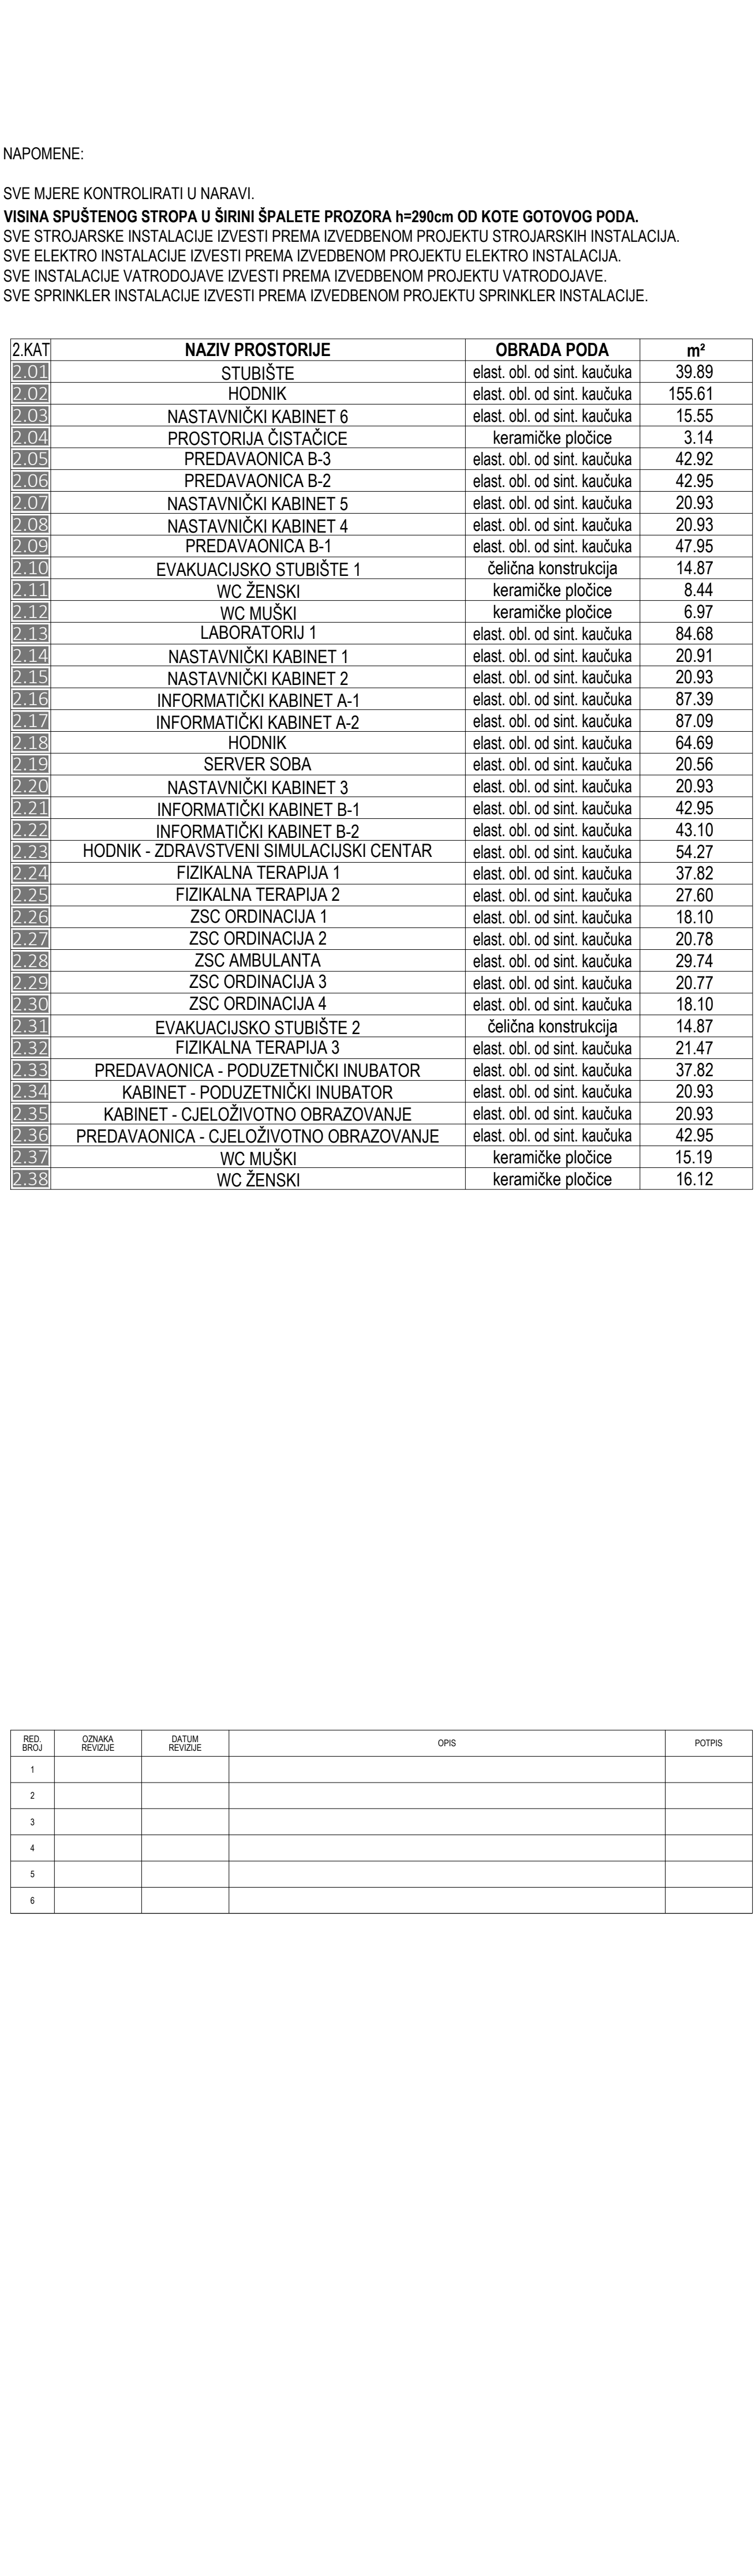 NAPOMENE:
SVE MJERE KONTROLIRATI U NARAVI.
VISINA SPUŠTENOG STROPA U ŠIRINI ŠPALETE PROZORA h=290cm OD KOTE GOTOVOG PODA.
SVE STROJARSKE INSTALACIJE IZVESTI PREMA IZVEDBENOM PROJEKTU STROJARSKIH INSTALACIJA.
SVE ELEKTRO INSTALACIJE IZVESTI PREMA IZVEDBENOM PROJEKTU ELEKTRO INSTALACIJA.
SVE INSTALACIJE VATRODOJAVE IZVESTI PREMA IZVEDBENOM PROJEKTU VATRODOJAVE.
SVE SPRINKLER INSTALACIJE IZVESTI PREMA IZVEDBENOM PROJEKTU SPRINKLER INSTALACIJE.
2.KAT NAZIV PROSTORIJE OBRADA PODA m²
2.01 STUBIŠTE elast. obl. od sint. kaučuka 39.89
2.02 HODNIK elast. obl. od sint. kaučuka 155.61
2.03 NASTAVNIČKI KABINET 6 elast. obl. od sint. kaučuka 15.55
2.04 PROSTORIJA ČISTAČICE keramičke pločice 3.14
2.05 PREDAVAONICA B-3 elast. obl. od sint. kaučuka 42.92
2.06 PREDAVAONICA B-2 elast. obl. od sint. kaučuka 42.95
2.07 NASTAVNIČKI KABINET 5 elast. obl. od sint. kaučuka 20.93
2.08 NASTAVNIČKI KABINET 4 elast. obl. od sint. kaučuka 20.93
2.09 PREDAVAONICA B-1 elast. obl. od sint. kaučuka 47.95
2.10 EVAKUACIJSKO STUBIŠTE 1 čelična konstrukcija 14.87
2.11 WC ŽENSKI keramičke pločice 8.44
2.12 WC MUŠKI keramičke pločice 6.97
2.13 LABORATORIJ 1 elast. obl. od sint. kaučuka 84.68
2.14 NASTAVNIČKI KABINET 1 elast. obl. od sint. kaučuka 20.91
2.15 NASTAVNIČKI KABINET 2 elast. obl. od sint. kaučuka 20.93
2.16 INFORMATIČKI KABINET A-1 elast. obl. od sint. kaučuka 87.39
2.17 INFORMATIČKI KABINET A-2 elast. obl. od sint. kaučuka 87.09
2.18 HODNIK elast. obl. od sint. kaučuka 64.69
2.19 SERVER SOBA elast. obl. od sint. kaučuka 20.56
2.20 NASTAVNIČKI KABINET 3 elast. obl. od sint. kaučuka 20.93
2.21 INFORMATIČKI KABINET B-1 elast. obl. od sint. kaučuka 42.95
2.22 INFORMATIČKI KABINET B-2 elast. obl. od sint. kaučuka 43.10
2.23 HODNIK - ZDRAVSTVENI SIMULACIJSKI CENTAR elast. obl. od sint. kaučuka 54.27
2.24 FIZIKALNA TERAPIJA 1 elast. obl. od sint. kaučuka 37.82
2.25 FIZIKALNA TERAPIJA 2 elast. obl. od sint. kaučuka 27.60
2.26 ZSC ORDINACIJA 1 elast. obl. od sint. kaučuka 18.10
2.27 ZSC ORDINACIJA 2 elast. obl. od sint. kaučuka 20.78
2.28 ZSC AMBULANTA elast. obl. od sint. kaučuka 29.74
2.29 ZSC ORDINACIJA 3 elast. obl. od sint. kaučuka 20.77
2.30 ZSC ORDINACIJA 4 elast. obl. od sint. kaučuka 18.10
2.31 EVAKUACIJSKO STUBIŠTE 2 čelična konstrukcija 14.87
2.32 FIZIKALNA TERAPIJA 3 elast. obl. od sint. kaučuka 21.47
2.33 PREDAVAONICA - PODUZETNIČKI INUBATOR elast. obl. od sint. kaučuka 37.82
2.34 KABINET - PODUZETNIČKI INUBATOR elast. obl. od sint. kaučuka 20.93
2.35 KABINET - CJELOŽIVOTNO OBRAZOVANJE elast. obl. od sint. kaučuka 20.93
2.36 PREDAVAONICA - CJELOŽIVOTNO OBRAZOVANJE elast. obl. od sint. kaučuka 42.95
2.37 WC MUŠKI keramičke pločice 15.19
2.38 WC ŽENSKI keramičke pločice 16.12
RED. BROJ OZNAKA REVIZIJE DATUM REVIZIJE OPIS POTPIS
1
2
3
4
5
6